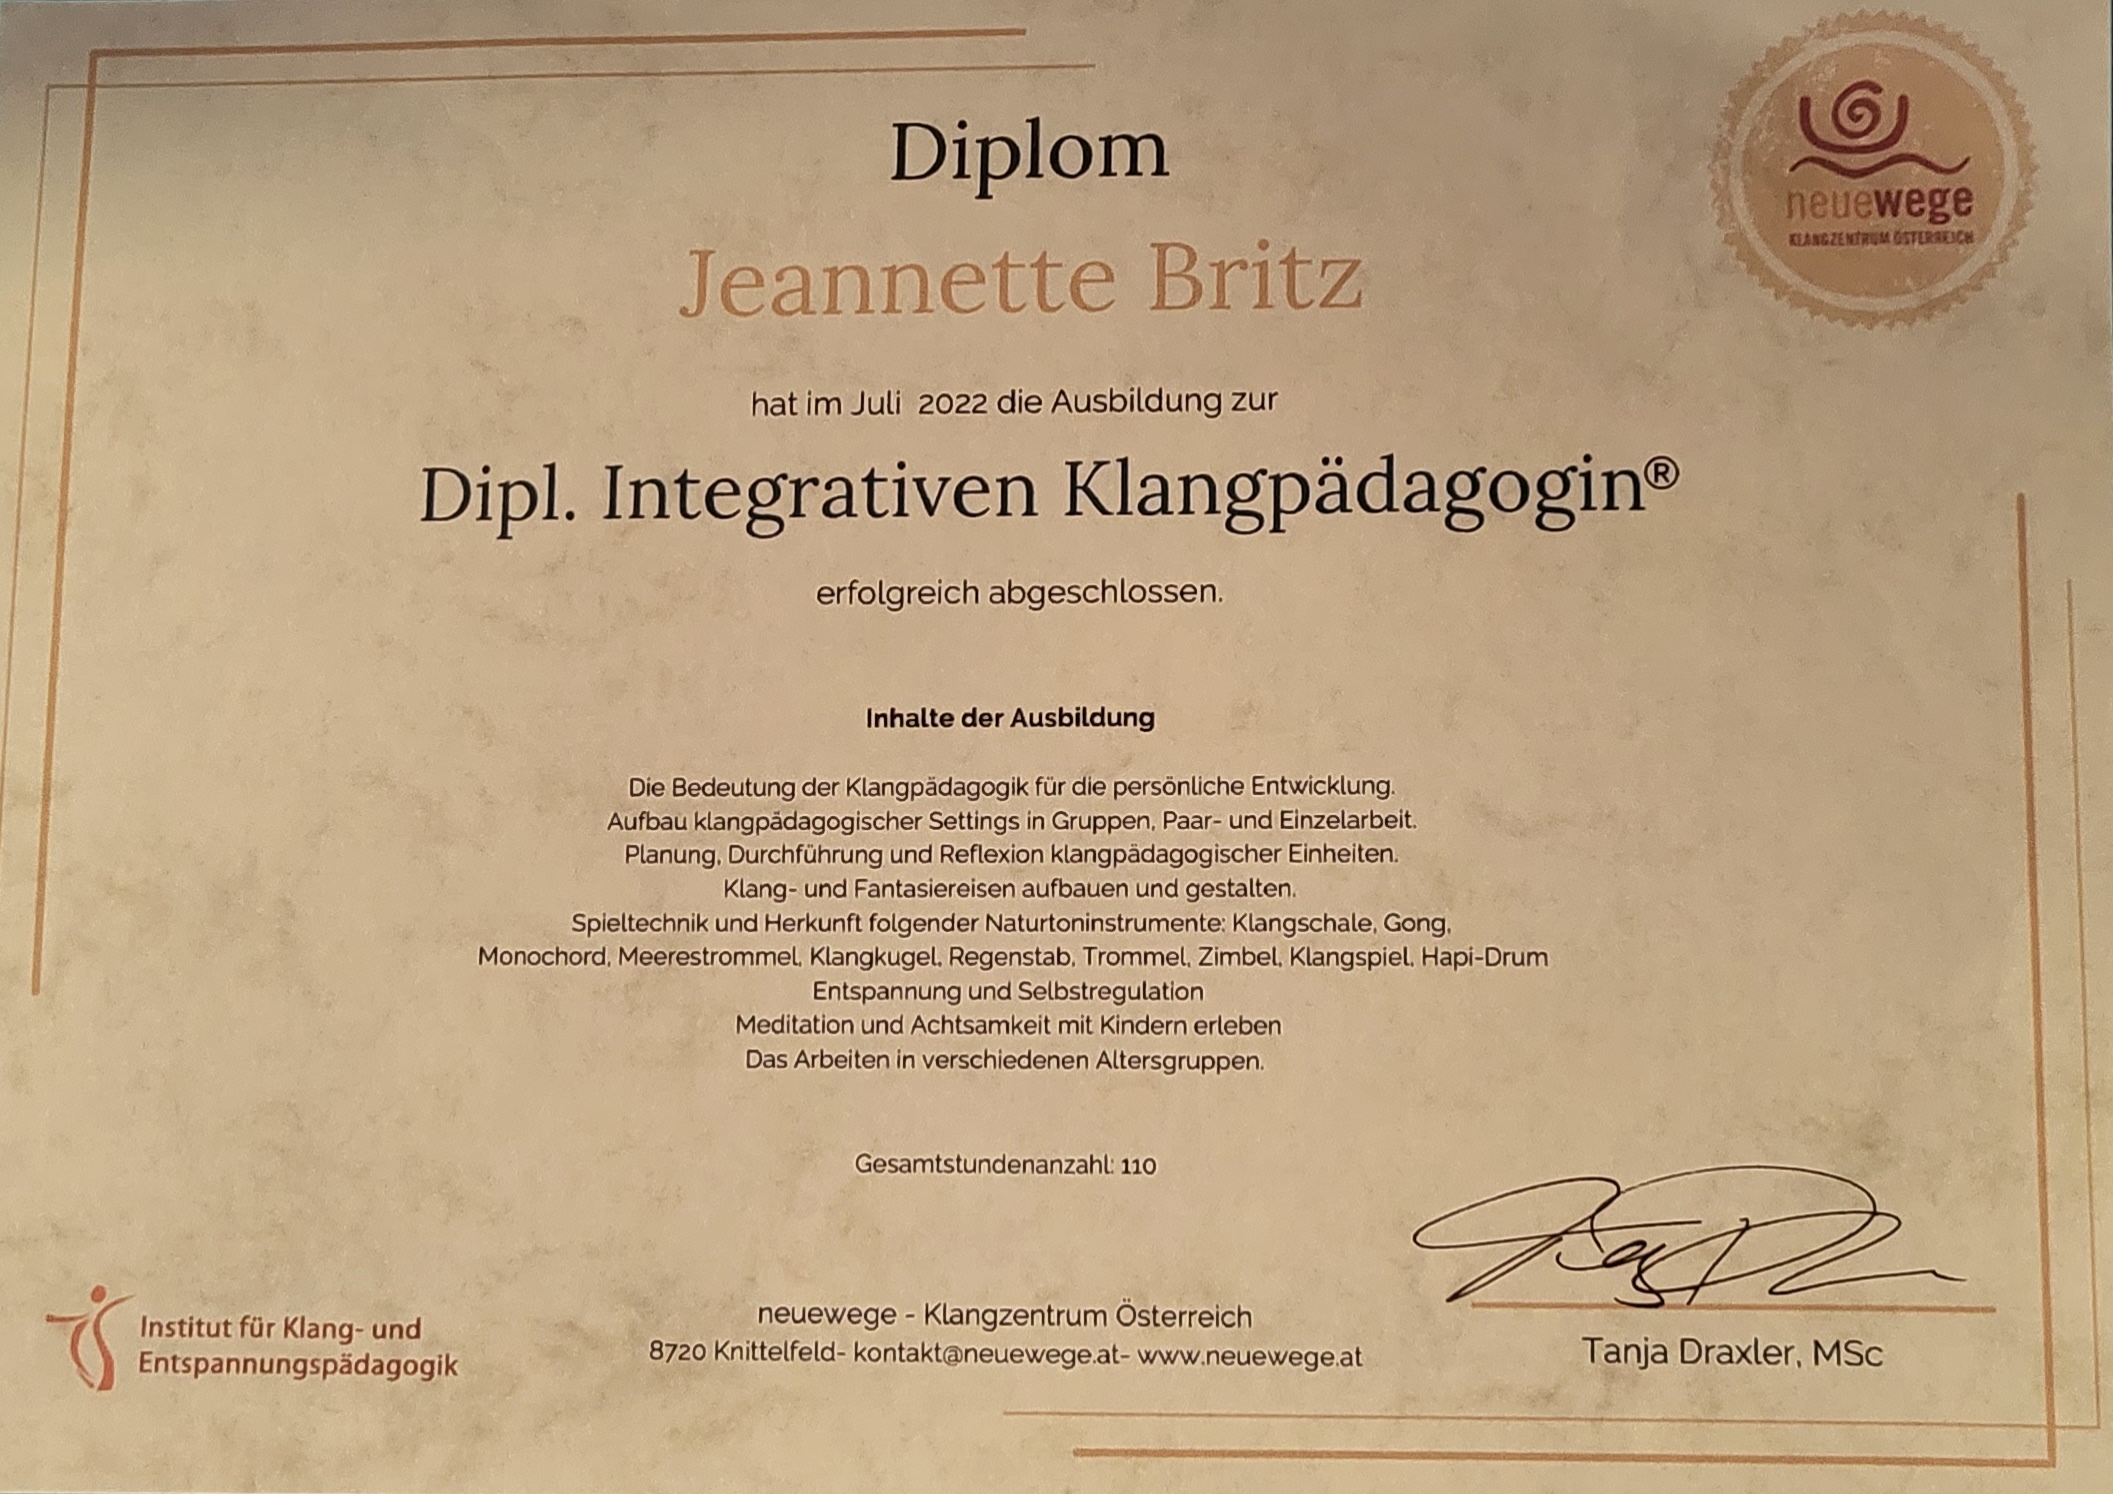 Diplom
neuewege
KLANGZENTRUM ÖSTERREICH
Jeannette Britz
hat im Juli 2022 die Ausbildung zur
Dipl. Integrativen Klangpädagogin®
erfolgreich abgeschlossen.
Inhalte der Ausbildung
Die Bedeutung der Klangpädagogik für die persönliche Entwicklung.
Aufbau klangpädagogischer Settings in Gruppen, Paar- und Einzelarbeit.
Planung, Durchführung und Reflexion klangpädagogischer Einheiten.
Klang- und Fantasiereisen aufbauen und gestalten.
Spieltechnik und Herkunft folgender Naturtoninstrumente: Klangschale, Gong,
Monochord, Meerestrommel, Klangkugel, Regenstab, Trommel, Zimbel, Klangspiel, Hapi-Drum
Entspannung und Selbstregulation
Meditation und Achtsamkeit mit Kindern erleben
Das Arbeiten in verschiedenen Altersgruppen.
Gesamtstundenanzahl: 110
Institut für Klang- und
Entspannungspädagogik
neuewege - Klangzentrum Österreich
8720 Knittelfeld- kontakt@neuewege.at- www.neuewege.at
Tanja Draxler, MSc